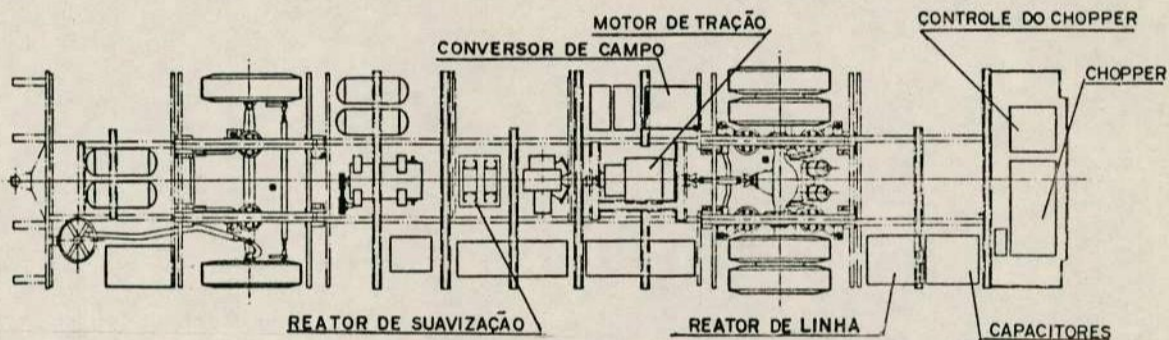 MOTOR DE TRAÇÃO
CONTROLE DO CHOPPER
CONVERSOR DE CAMPO
CHOPPER
REATOR DE SUAVIZAÇÃO
REATOR DE LINHA
CAPACITORES